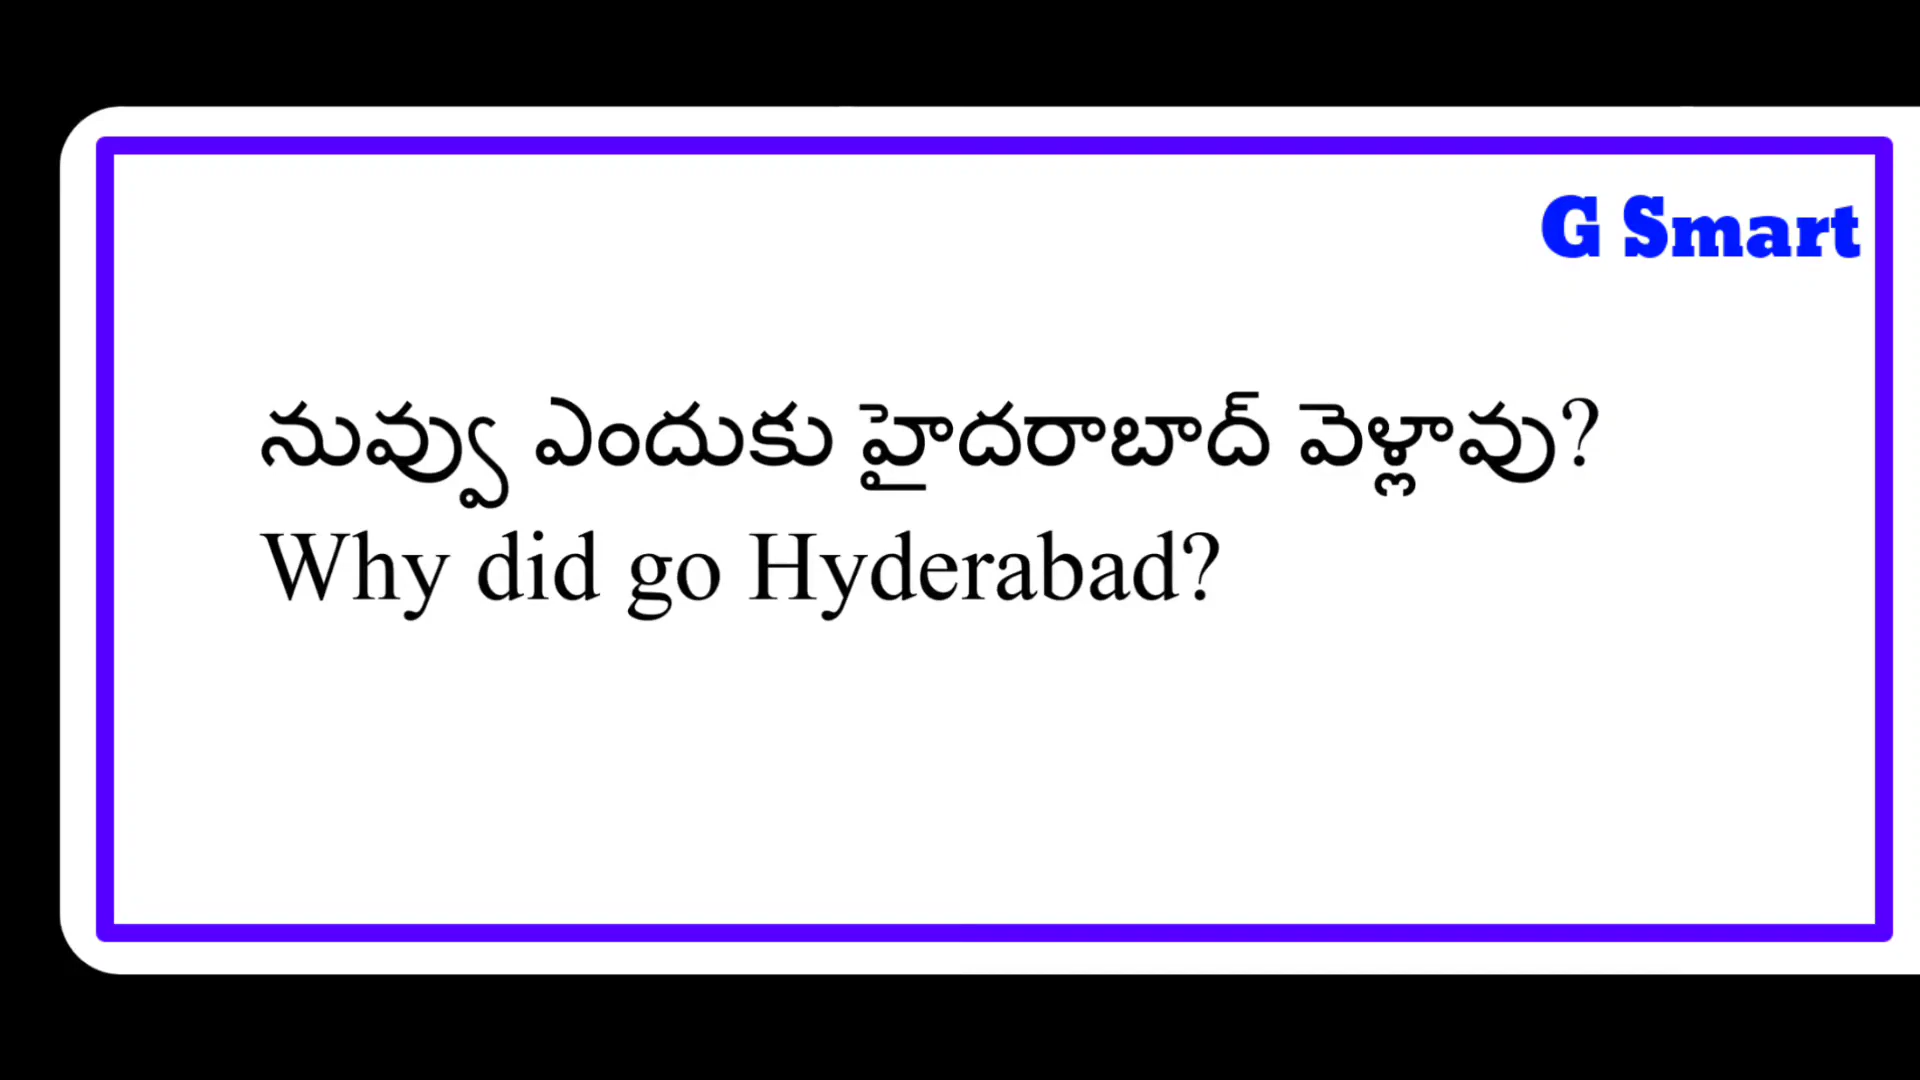 G Smart
నువ్వు ఎందుకు హైదరాబాద్ వెళ్లావు?
Why did go Hyderabad?